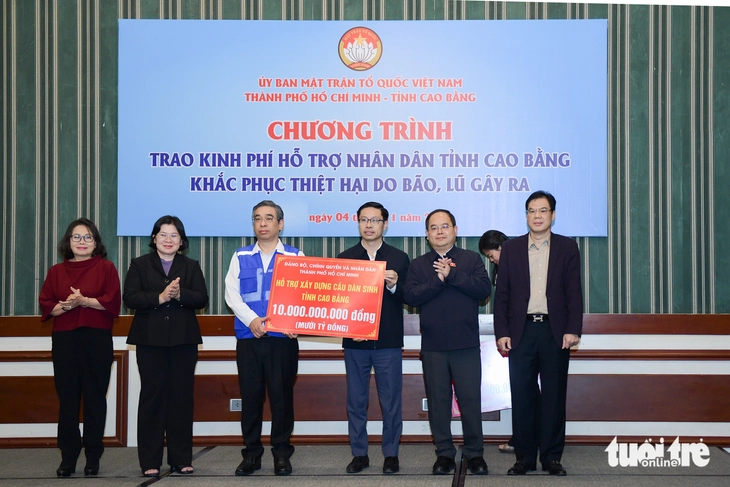 ỦY BAN MẶT TRẬN TỔ QUỐC VIỆT NAM
THÀNH PHỐ HỒ CHÍ MINH - TỈNH CAO BẰNG
CHƯƠNG TRÌNH
TRAO KINH PHÍ HỖ TRỢ NHÂN DÂN TỈNH CAO BẰNG
KHẮC PHỤC THIỆT HẠI DO BÃO, LŨ GÂY RA
ngày 04
ĐẢNG BỘ, CHÍNH QUYỀN VÀ NHÂN DÂN
THÀNH PHỐ HỒ CHÍ MINH
HỖ TRỢ XÂY DỰNG CẦU DÂN SINH
TỈNH CAO BẰNG
10.000.000.000 đồng
(MƯỜI TỶ ĐỒNG)
tuổi trẻ
online